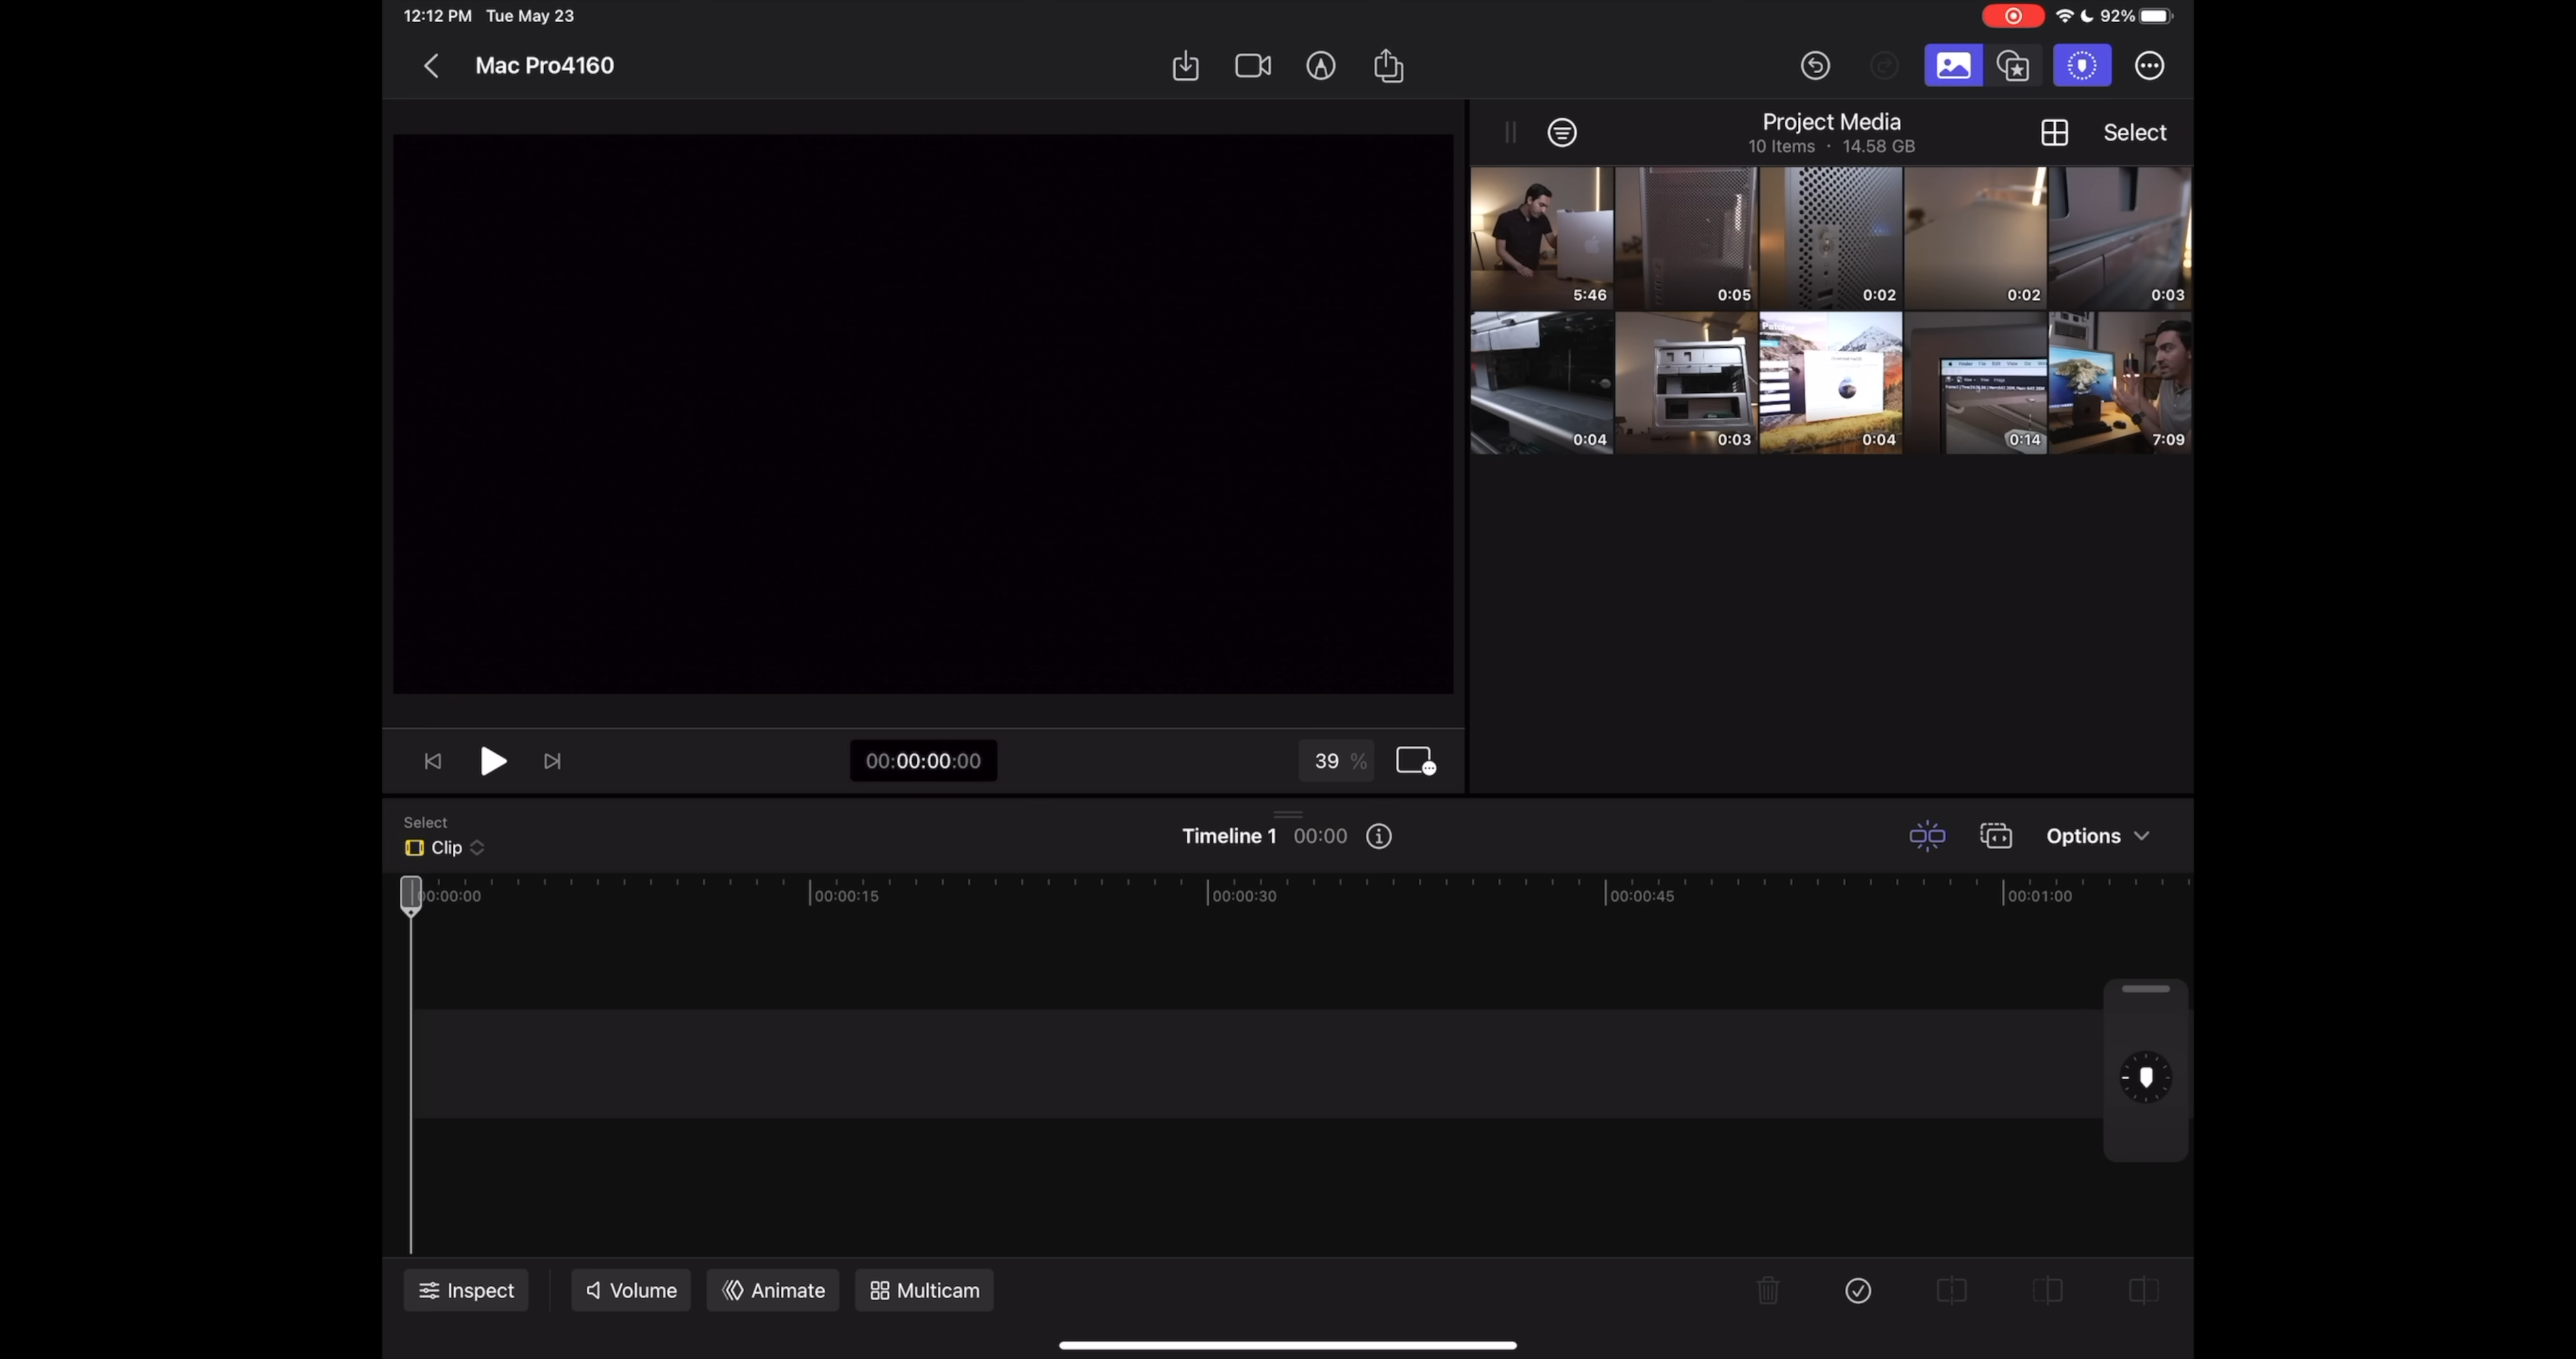 12:12 PM Tue May 23
92%
Mac Pro4160
Project Media
10 Items · 14.58 GB
Select
5:46
0:05
0:02
0:02
0:03
0:04
0:03
0:04
0:14
7:09
00:00:00:00
39 %
Select
Clip
Timeline 1 00:00
Options
00:00:00
00:00:15
00:00:30
00:00:45
00:01:00
Inspect
Volume
Animate
Multicam